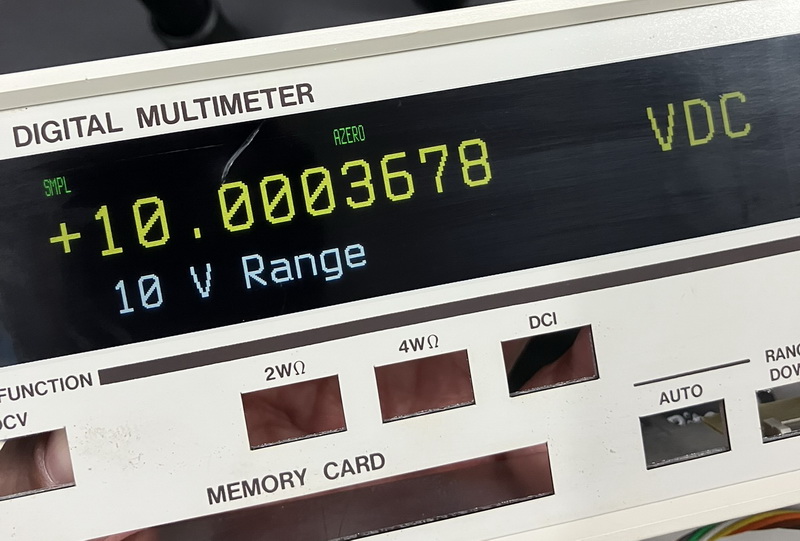 DIGITAL MULTIMETER
SMPL
AZERO
+10.0003678 VDC
10 V Range
FUNCTION
DCV
2WΩ
4WΩ
DCI
AUTO
MEMORY CARD